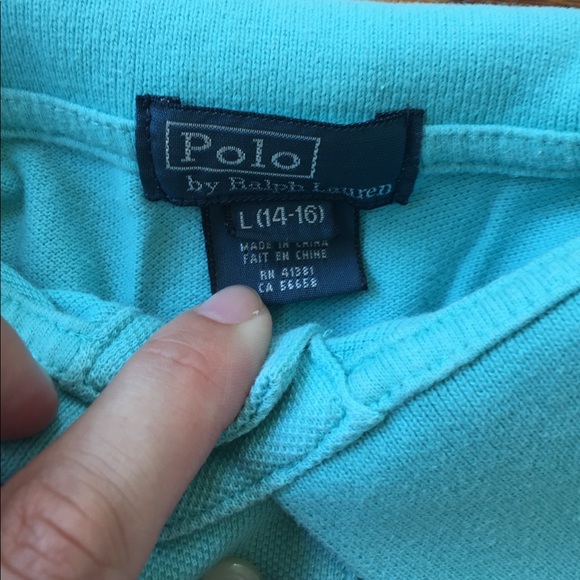 Polo
by Ralph Lauren
L (14-16)
MADE IN CHINA
FAIT EN CHINE
RN 41381
CA 56658